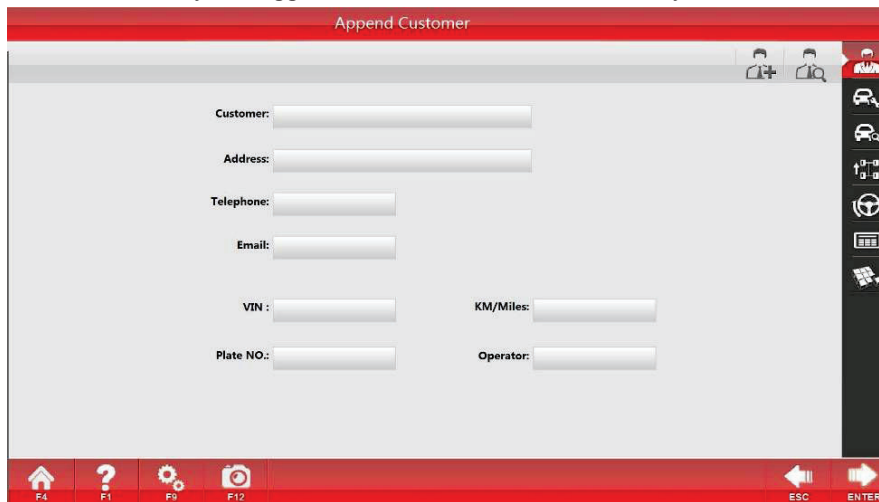 Append Customer
Customer:
Address:
Telephone:
Email:
VIN : KM/Miles:
Plate NO.: Operator:
F4 F1 F9 F12 ESC ENTER